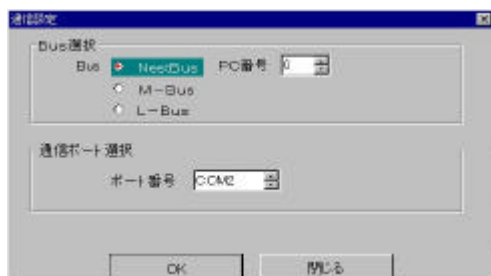 通信設定
Bus選択
Bus NeedBus PC番号 0
M-Bus
L-Bus
通信ポート選択
ポート番号 COM2
OK 閉じる